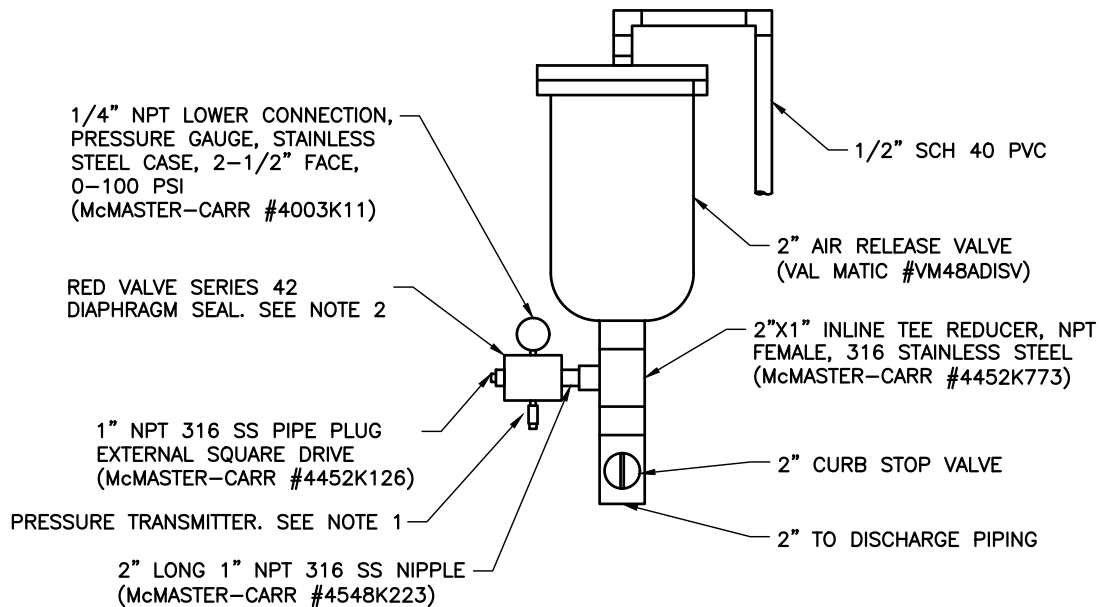 1/4" NPT LOWER CONNECTION,
PRESSURE GAUGE, STAINLESS
STEEL CASE, 2-1/2" FACE,
0-100 PSI
(McMASTER-CARR #4003K11)
RED VALVE SERIES 42
DIAPHRAGM SEAL. SEE NOTE 2
1" NPT 316 SS PIPE PLUG
EXTERNAL SQUARE DRIVE
(McMASTER-CARR #4452K126)
PRESSURE TRANSMITTER. SEE NOTE 1
2" LONG 1" NPT 316 SS NIPPLE
(McMASTER-CARR #4548K223)
1/2" SCH 40 PVC
2" AIR RELEASE VALVE
(VAL MATIC #VM48ADISV)
2"X1" INLINE TEE REDUCER, NPT
FEMALE, 316 STAINLESS STEEL
(McMASTER-CARR #4452K773)
2" CURB STOP VALVE
2" TO DISCHARGE PIPING